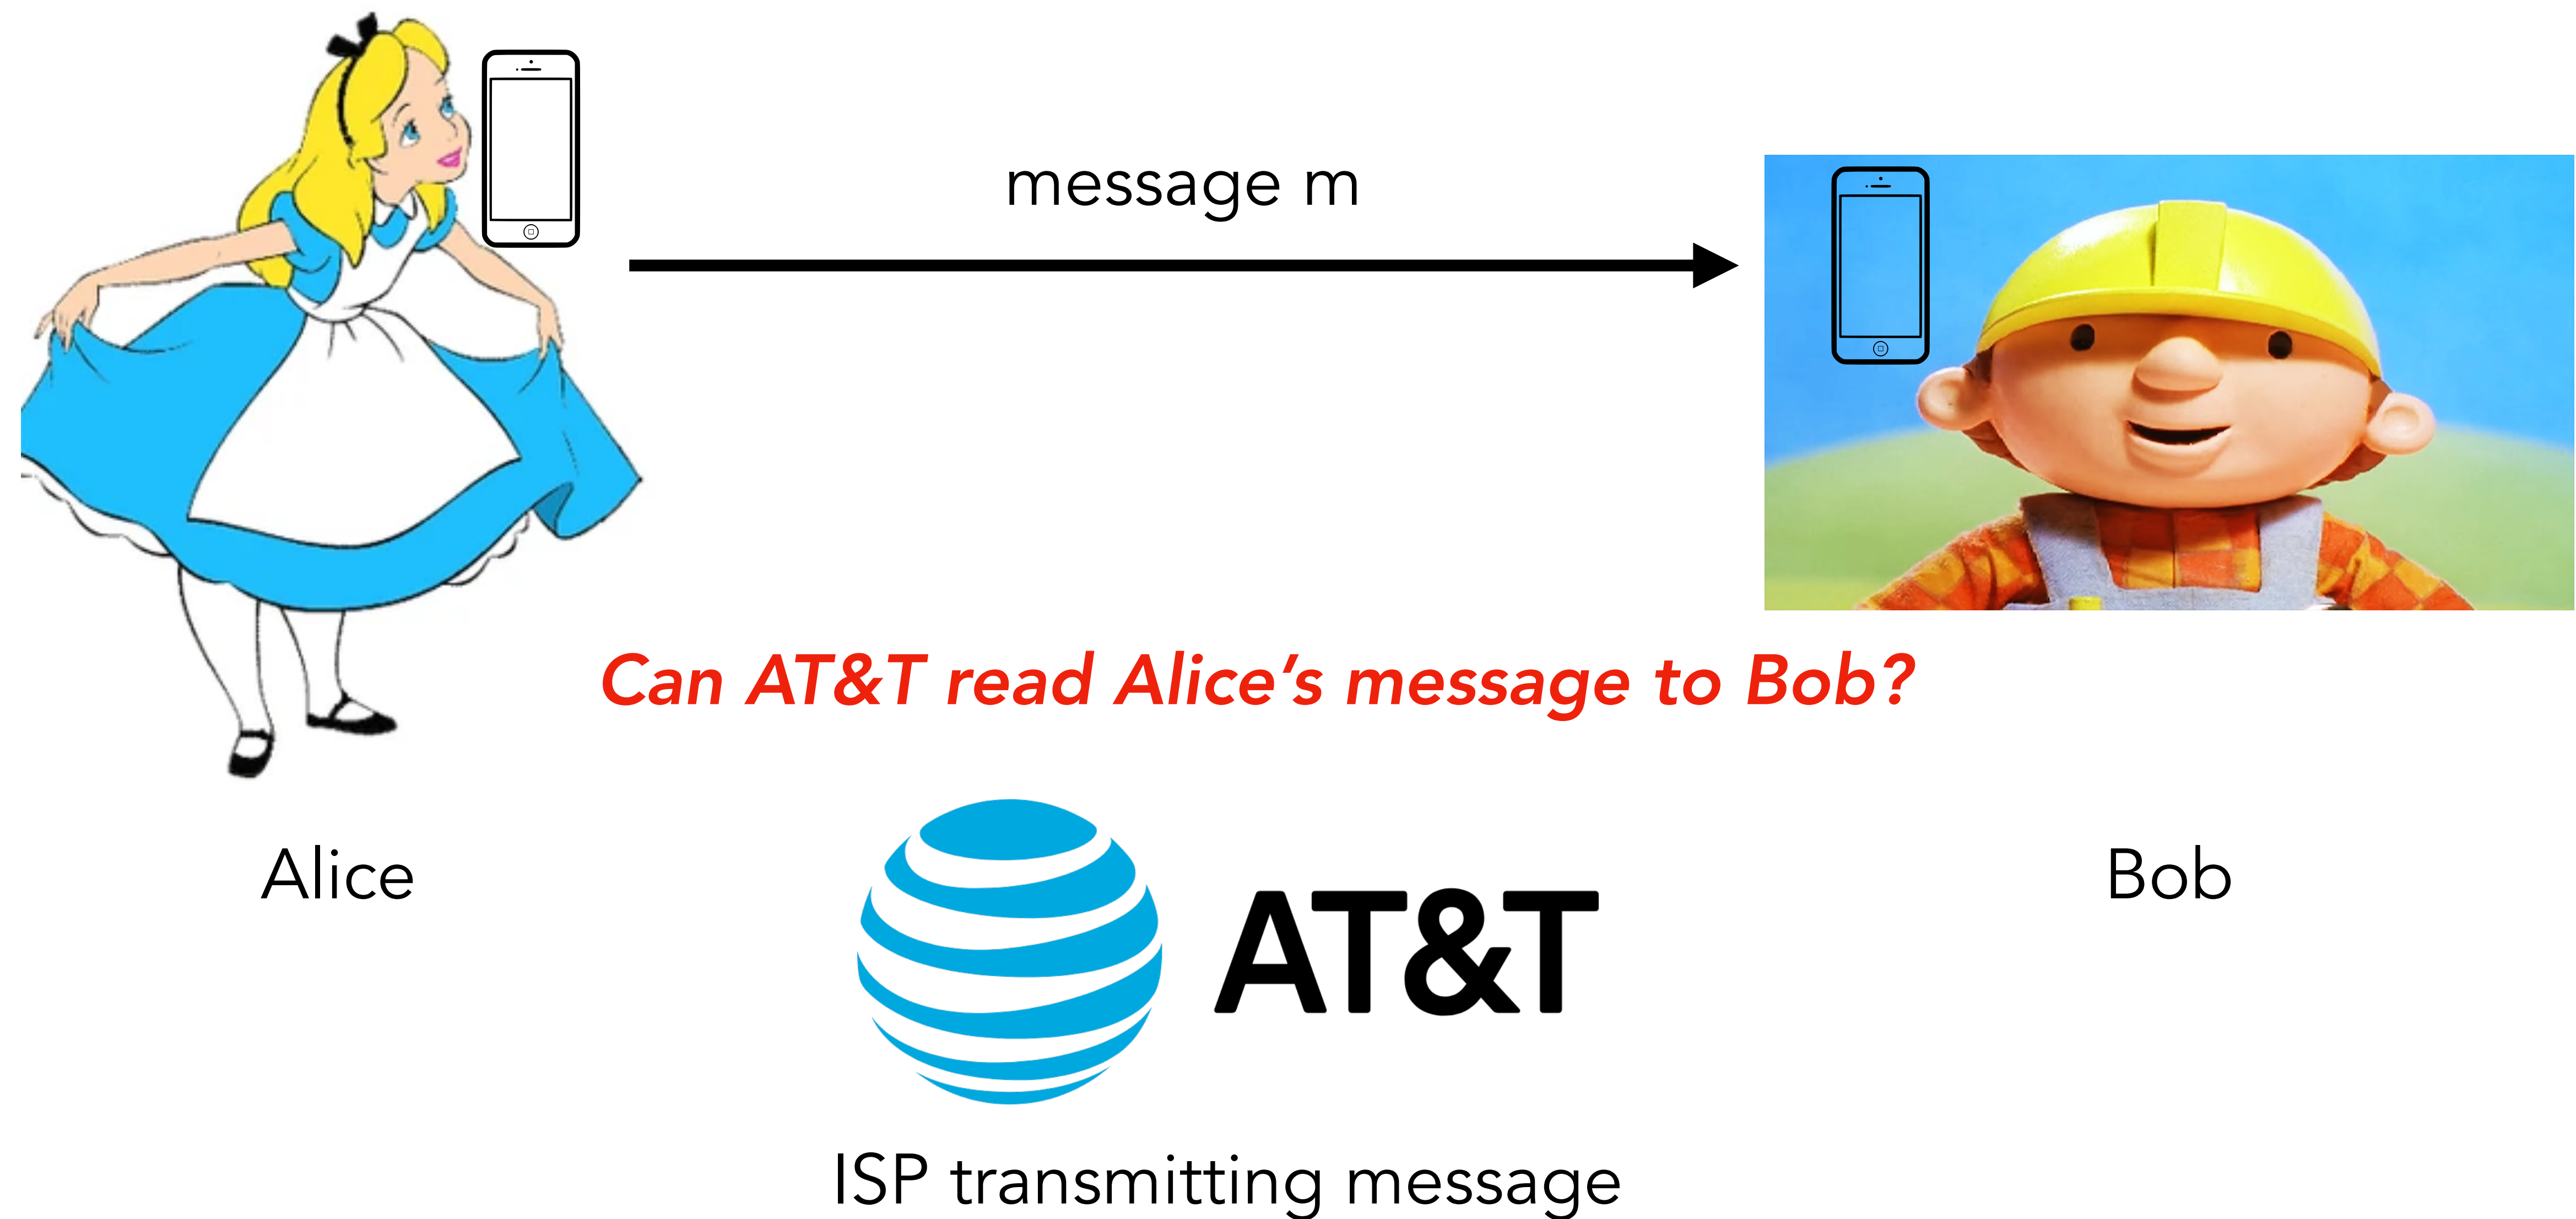 message m
Can AT&T read Alice’s message to Bob?
Alice
Bob
AT&T
ISP transmitting message